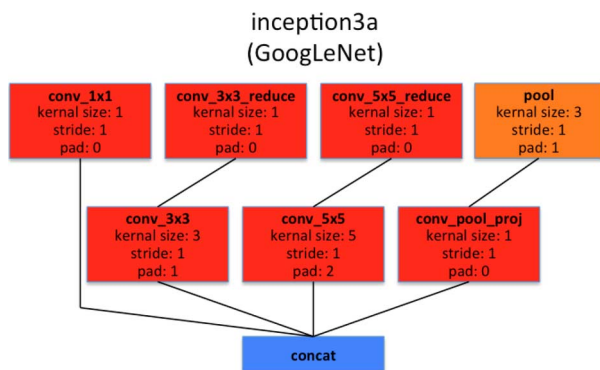 inception3a
(GoogLeNet)
conv_1x1
kernal size: 1
stride: 1
pad: 0
conv_3x3_reduce
kernal size: 1
stride: 1
pad: 0
conv_5x5_reduce
kernal size: 1
stride: 1
pad: 0
pool
kernal size: 3
stride: 1
pad: 1
conv_3x3
kernal size: 3
stride: 1
pad: 1
conv_5x5
kernal size: 5
stride: 1
pad: 2
conv_pool_proj
kernal size: 1
stride: 1
pad: 0
concat